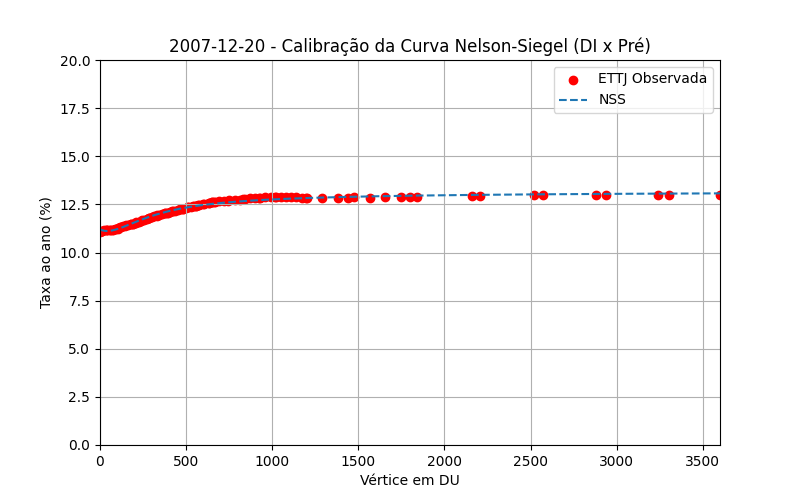 2007-12-20 - Calibração da Curva Nelson-Siegel (DI x Pré)
20.0
17.5
15.0
12.5
10.0
7.5
5.0
2.5
0.0
Taxa ao ano (%)
ETTJ Observada
NSS
0 500 1000 1500 2000 2500 3000 3500
Vértice em DU